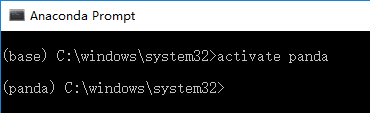 Anaconda Prompt
(base) C:\windows\system32>activate panda
(panda) C:\windows\system32>